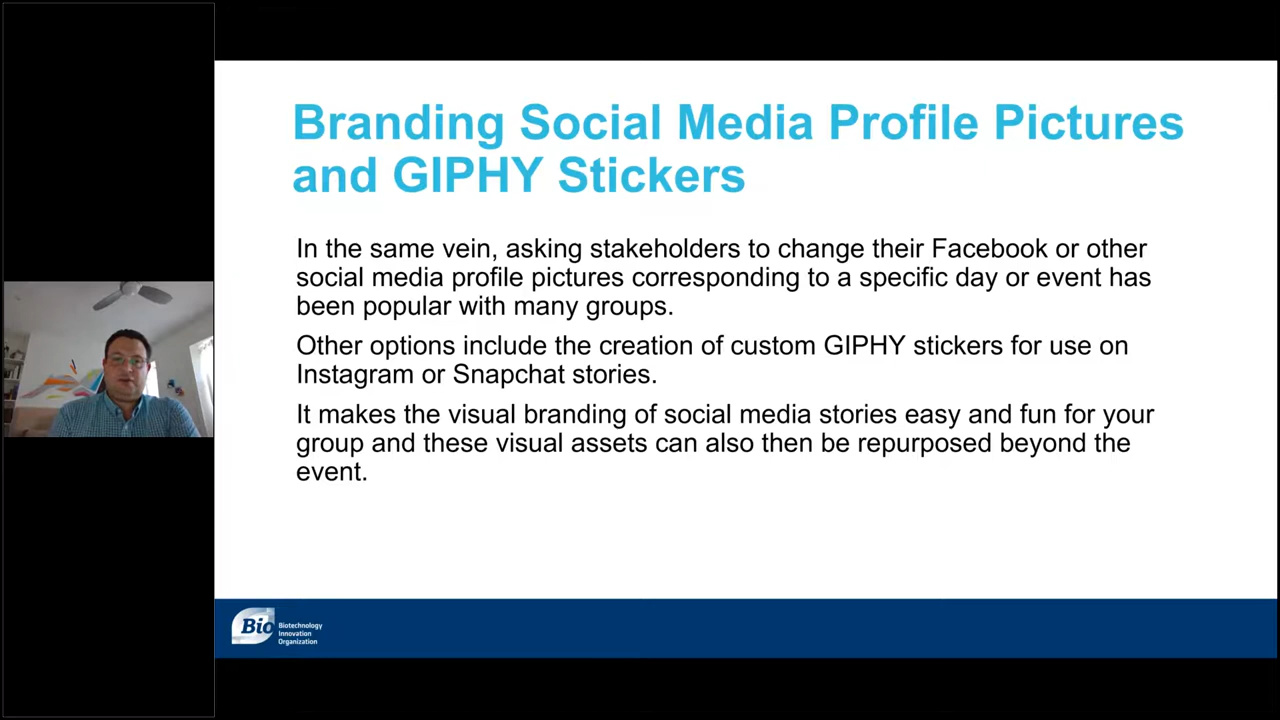 Branding Social Media Profile Pictures
and GIPHY Stickers
In the same vein, asking stakeholders to change their Facebook or other
social media profile pictures corresponding to a specific day or event has
been popular with many groups.
Other options include the creation of custom GIPHY stickers for use on
Instagram or Snapchat stories.
It makes the visual branding of social media stories easy and fun for your
group and these visual assets can also then be repurposed beyond the
event.
Bio
Biotechnology
Innovation
Organization